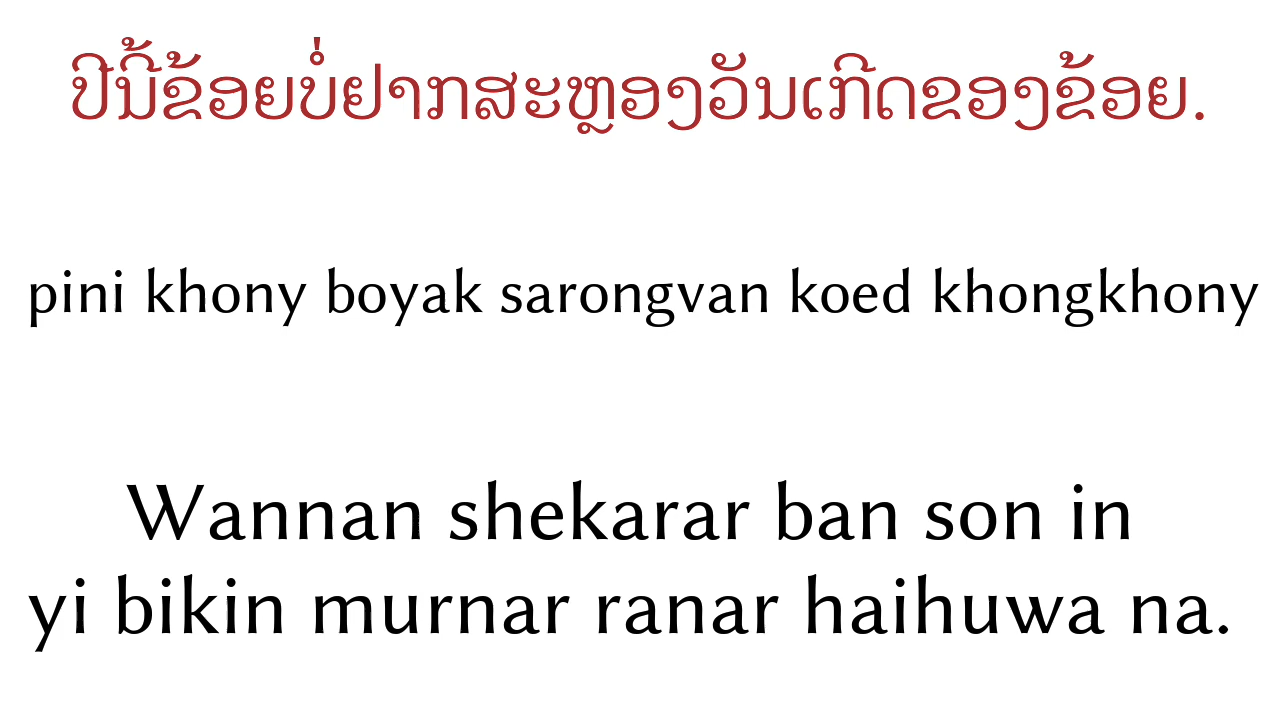 ປີນີ້ຂ້ອຍບໍ່ຢາກສະຫຼອງວັນເກີດຂອງຂ້ອຍ.
pini khony boyak sarongvan koed khongkhony
Wannan shekarar ban son in
yi bikin murnar ranar haihuwa na.